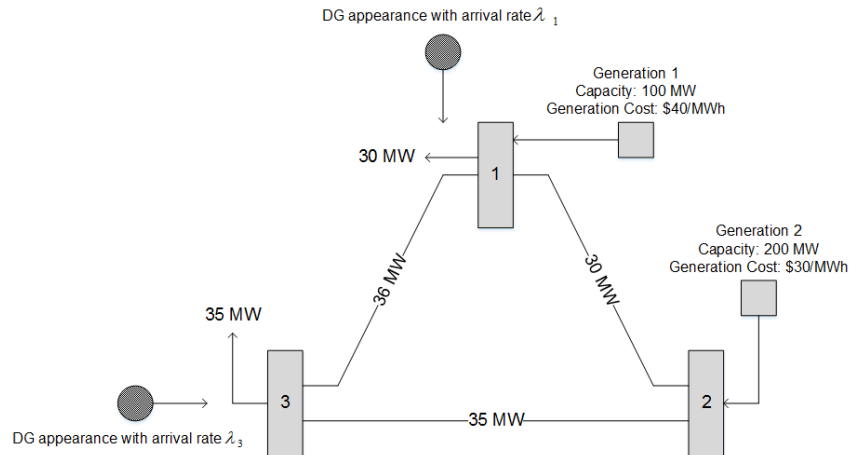 DG appearance with arrival rate λ 1
Generation 1
Capacity: 100 MW
Generation Cost: $40/MWh
30 MW
1
Generation 2
Capacity: 200 MW
Generation Cost: $30/MWh
36 MW
30 MW
35 MW
3
2
35 MW
DG appearance with arrival rate λ 3